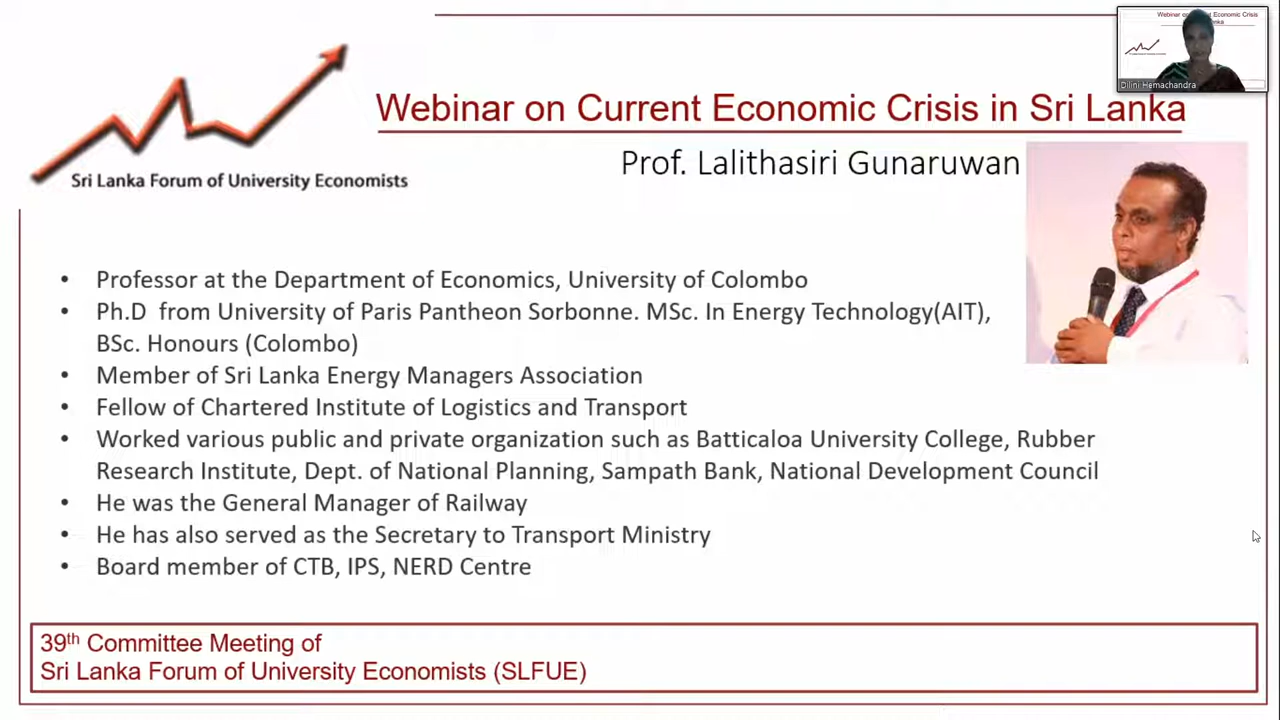 Webinar on Current Economic Crisis in Sri Lanka
Prof. Lalithasiri Gunaruwan
Sri Lanka Forum of University Economists
• Professor at the Department of Economics, University of Colombo
• Ph.D from University of Paris Pantheon Sorbonne. MSc. In Energy Technology(AIT),
BSc. Honours (Colombo)
• Member of Sri Lanka Energy Managers Association
• Fellow of Chartered Institute of Logistics and Transport
• Worked various public and private organization such as Batticaloa University College, Rubber
Research Institute, Dept. of National Planning, Sampath Bank, National Development Council
• He was the General Manager of Railway
• He has also served as the Secretary to Transport Ministry
• Board member of CTB, IPS, NERD Centre
39th Committee Meeting of
Sri Lanka Forum of University Economists (SLFUE)
Dilini Hemachandra